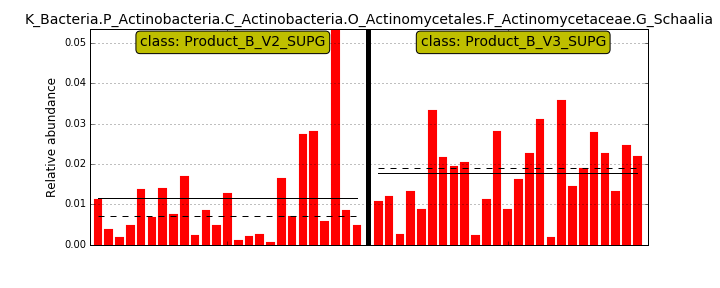 K_Bacteria.P_Actinobacteria.C_Actinobacteria.O_Actinomycetales.F_Actinomycetaceae.G_Schaalia
class: Product_B_V2_SUPG
class: Product_B_V3_SUPG
Relative abundance
0.05
0.04
0.03
0.02
0.01
0.00